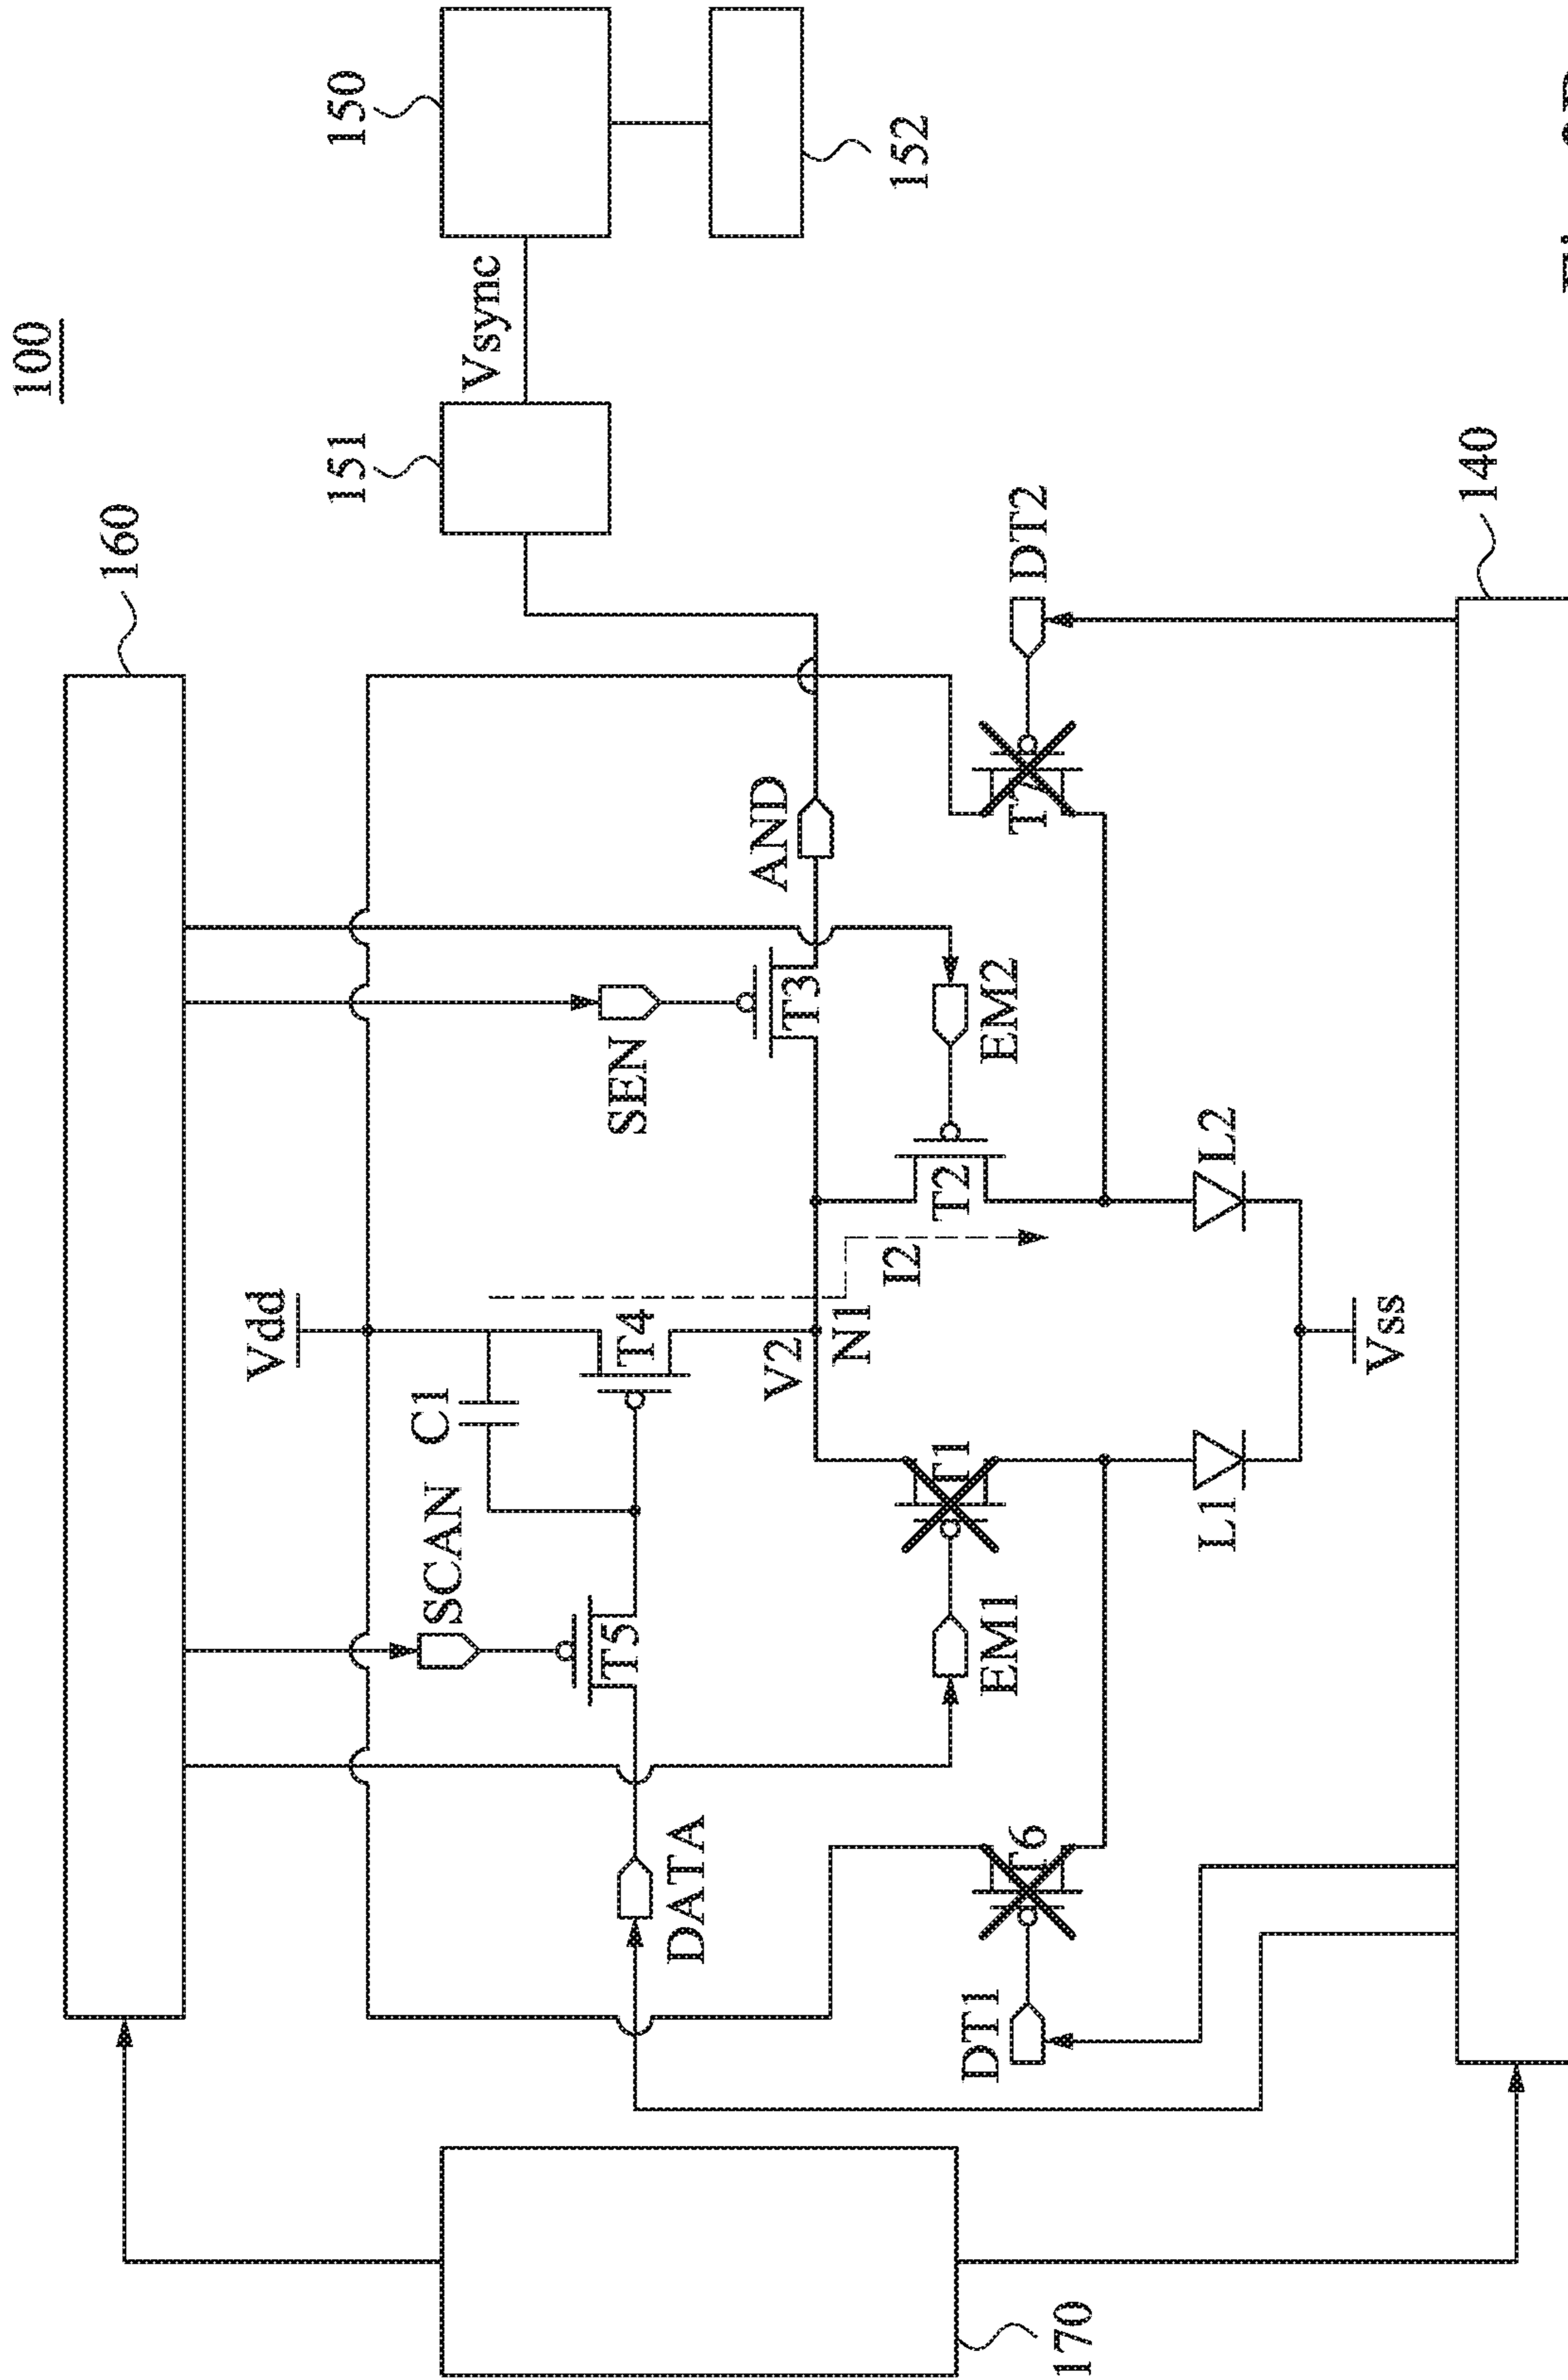 100
160
150
151
152
Vsync
Vdd
C1
SCAN
T5
T4
SEN
T3
AND
DATA
V2
N1
I2
T1
T2
EM1
EM2
T6
T7
DT1
DT2
L1
L2
Vss
170
140